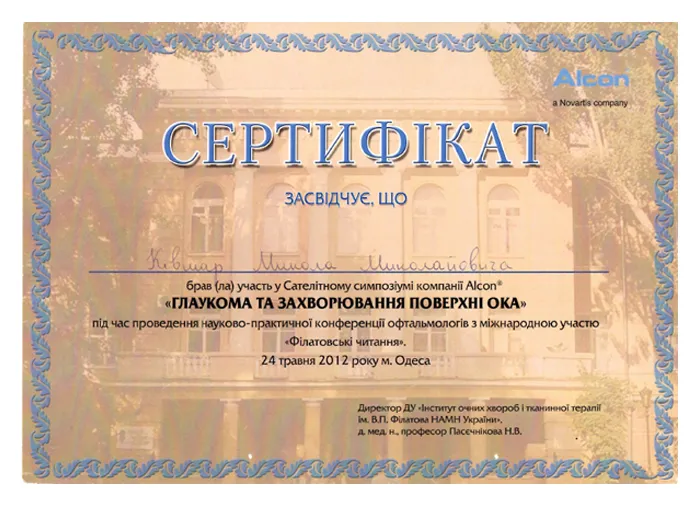 Alcon
a Novartis company
СЕРТИФІКАТ
ЗАСВІДЧУЄ, ЩО
Микола Миколайович
брав (ла) участь у Сателітному симпозіумі компанії Alcon®
«ГЛАУКОМА ТА ЗАХВОРЮВАННЯ ПОВЕРХНІ ОКА»
під час проведення науково-практичної конференції офтальмологів з міжнародною участю
«Філатовські читання».
24 травня 2012 року м. Одеса
Директор ДУ «Інститут очних хвороб і тканинної терапії
ім. В.П. Філатова НАМН України»,
д. мед. н., професор Пасєчнікова Н.В.